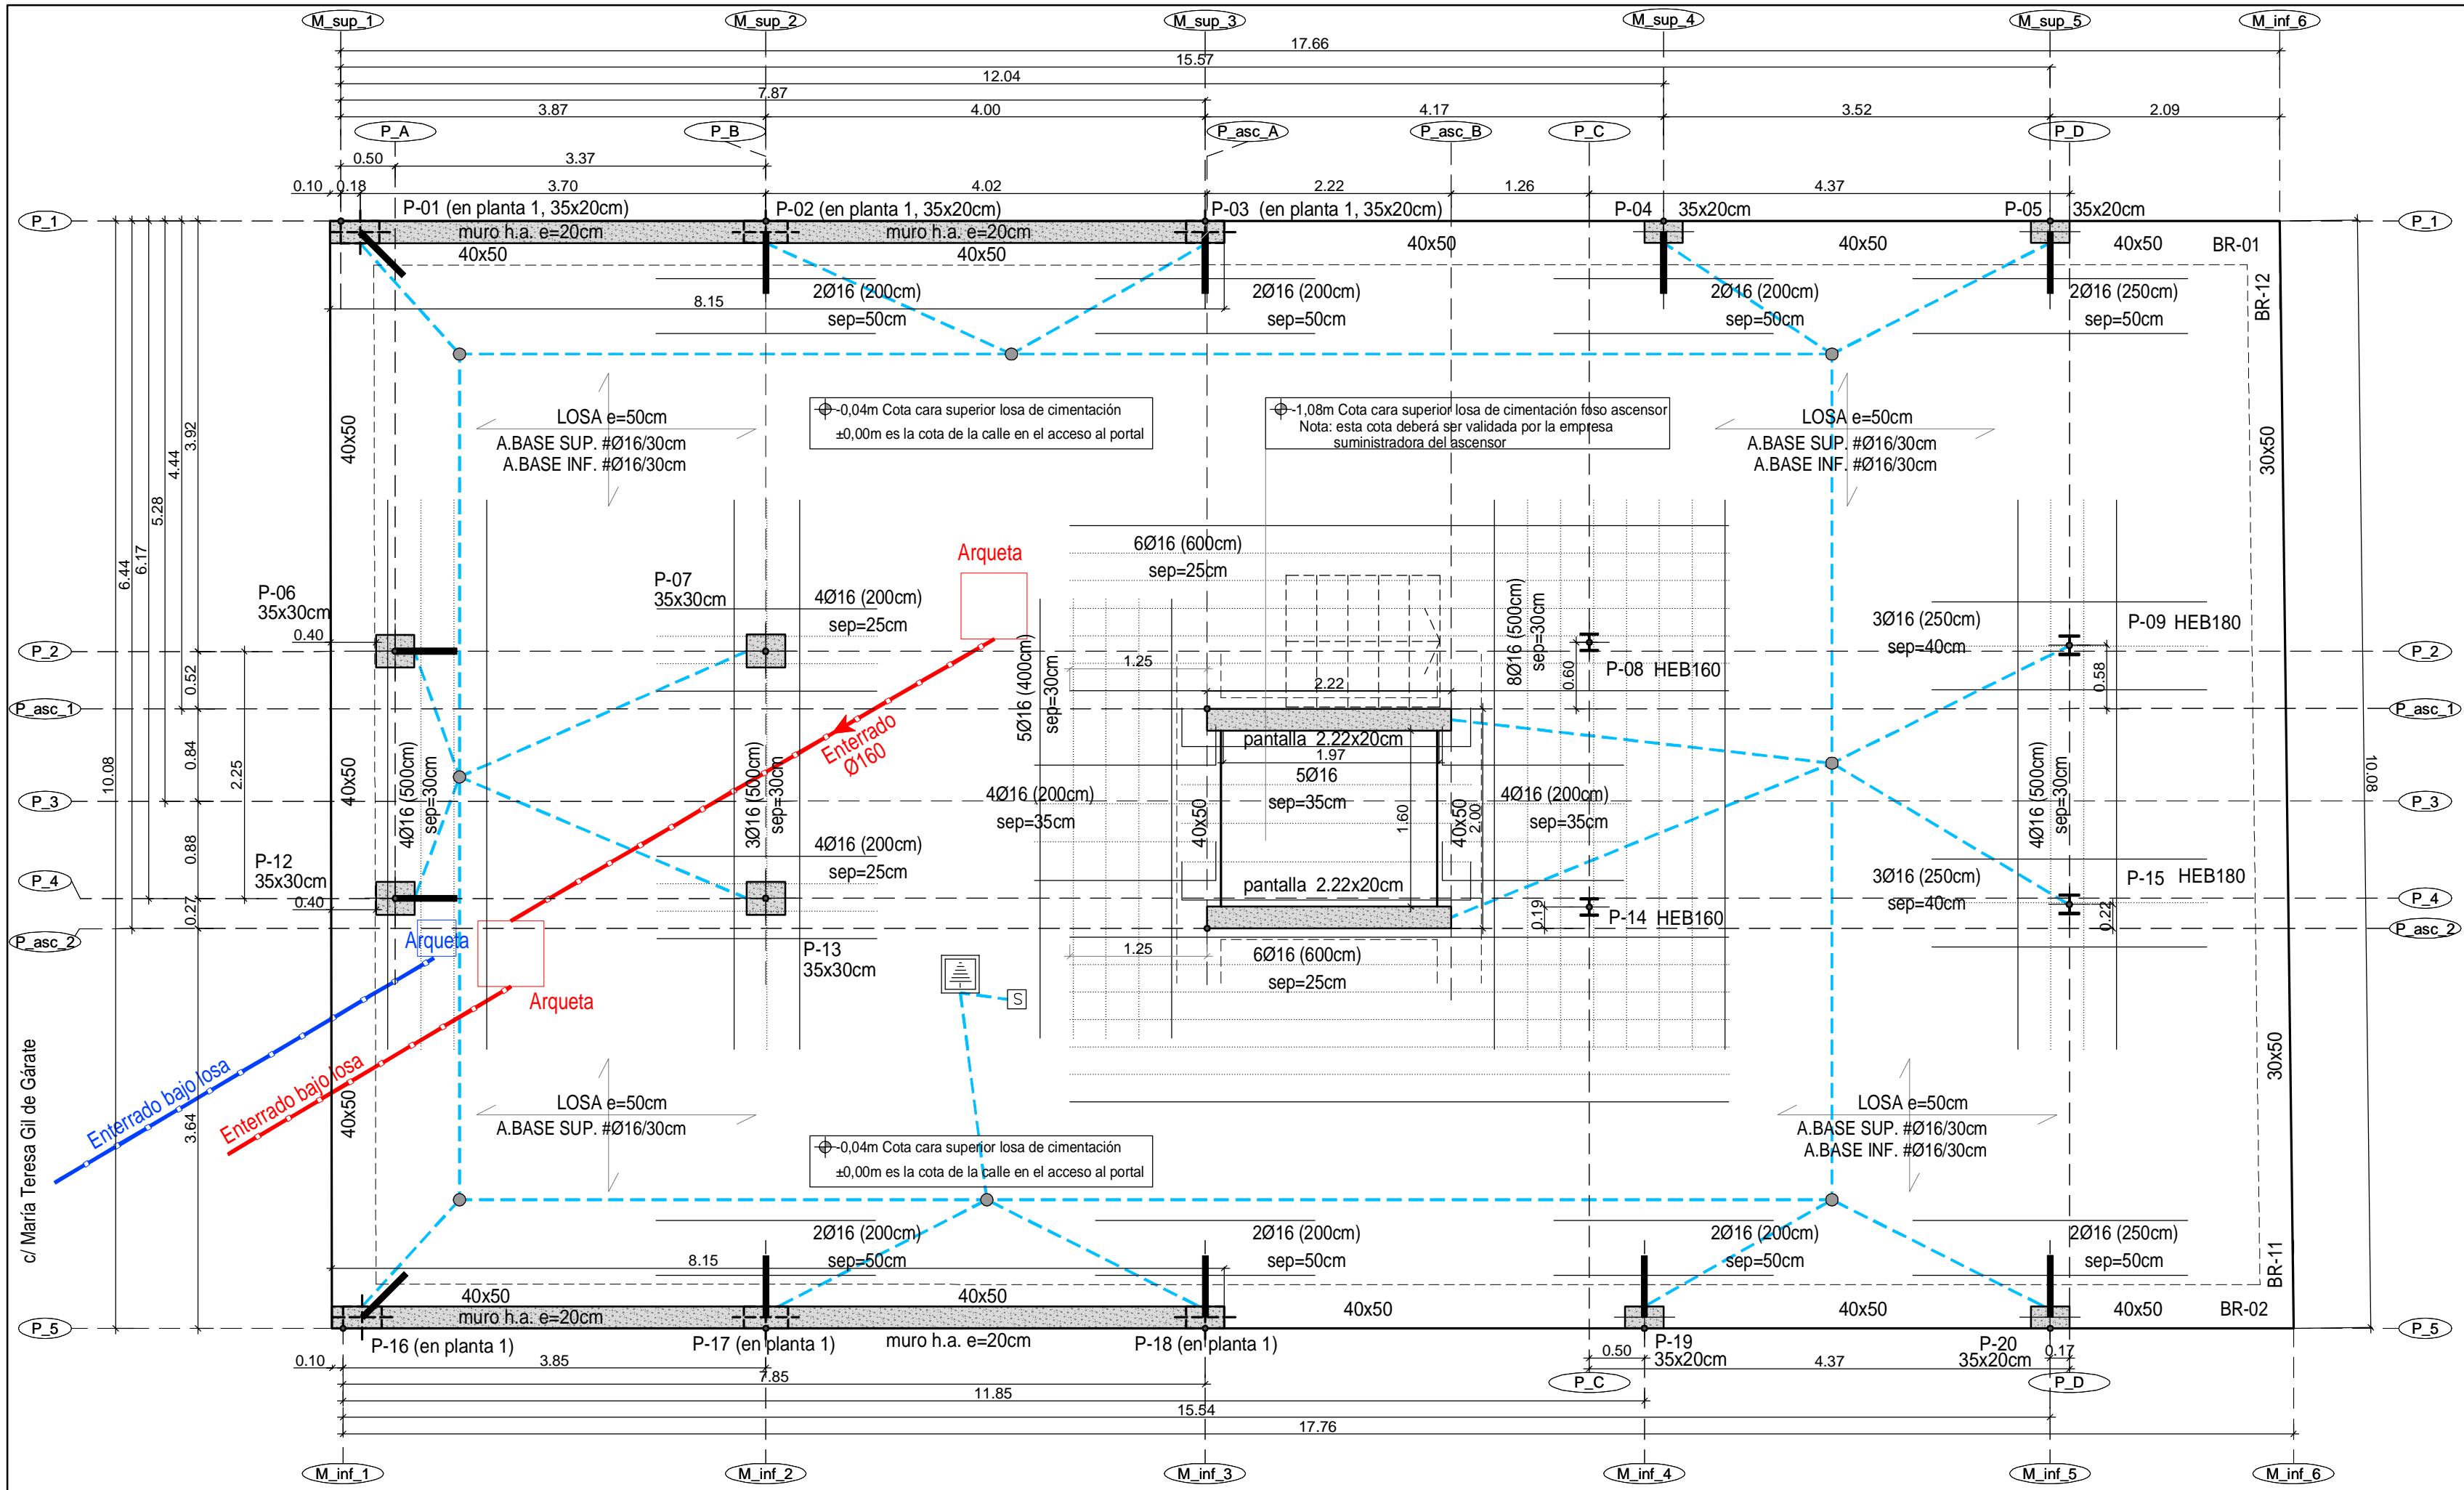 M_sup_1
M_sup_2
M_sup_3
M_sup_4
M_sup_5
M_inf_6
17.66
15.57
12.04
7.87
3.87
4.00
4.17
3.52
2.09
P_A
P_B
P_asc_A
P_asc_B
P_C
P_D
0.50
3.37
0.10
0.18
3.70
4.02
2.22
1.26
4.37
P_1
P-01 (en planta 1, 35x20cm)
P-02 (en planta 1, 35x20cm)
P-03 (en planta 1, 35x20cm)
P-04
35x20cm
P-05
35x20cm
P_1
muro h.a. e=20cm
muro h.a. e=20cm
40x50
40x50
40x50
40x50
40x50
BR-01
BR-12
8.15
2Ø16 (200cm)
sep=50cm
2Ø16 (200cm)
sep=50cm
2Ø16 (200cm)
sep=50cm
2Ø16 (250cm)
sep=50cm
LOSA e=50cm
A.BASE SUP. #Ø16/30cm
A.BASE INF. #Ø16/30cm
-0,04m Cota cara superior losa de cimentación
±0,00m es la cota de la calle en el acceso al portal
-1,08m Cota cara superior losa de cimentación foso ascensor
Nota: esta cota deberá ser validada por la empresa
suministradora del ascensor
LOSA e=50cm
A.BASE SUP. #Ø16/30cm
A.BASE INF. #Ø16/30cm
40x50
30x50
3.92
4.44
5.28
6.17
6.44
10.08
10.08
Arqueta
6Ø16 (600cm)
sep=25cm
P-06
35x30cm
0.40
P-07
35x30cm
4Ø16 (200cm)
sep=25cm
5Ø16 (400cm)
sep=30cm
1.25
2.22
8Ø16 (500cm)
sep=30cm
0.60
P-08 HEB160
3Ø16 (250cm)
sep=40cm
P-09 HEB180
0.58
P_2
P_2
0.52
P_asc_1
P_asc_1
Enterrado
Ø160
pantalla 2.22x20cm
1.97
5Ø16
sep=35cm
0.84
2.25
40x50
4Ø16 (500cm)
sep=30cm
3Ø16 (500cm)
sep=30cm
4Ø16 (200cm)
sep=35cm
40x50
1.60
40x50
2.00
4Ø16 (200cm)
sep=35cm
4Ø16 (500cm)
sep=30cm
P_3
P_3
0.88
P-12
35x30cm
0.40
4Ø16 (200cm)
sep=25cm
pantalla 2.22x20cm
0.19
P-14 HEB160
3Ø16 (250cm)
sep=40cm
P-15 HEB180
0.22
P_4
P_4
0.27
P_asc_2
P_asc_2
Arqueta
P-13
35x30cm
1.25
6Ø16 (600cm)
sep=25cm
Arqueta
S
c/ María Teresa Gil de Gárate
Enterrado bajo losa
Enterrado bajo losa
3.64
40x50
30x50
LOSA e=50cm
A.BASE SUP. #Ø16/30cm
-0,04m Cota cara superior losa de cimentación
±0,00m es la cota de la calle en el acceso al portal
LOSA e=50cm
A.BASE SUP. #Ø16/30cm
A.BASE INF. #Ø16/30cm
2Ø16 (200cm)
sep=50cm
2Ø16 (200cm)
sep=50cm
2Ø16 (200cm)
sep=50cm
2Ø16 (250cm)
sep=50cm
8.15
BR-11
40x50
40x50
40x50
40x50
40x50
BR-02
muro h.a. e=20cm
P_5
P_5
P-16 (en planta 1)
P-17 (en planta 1)
muro h.a. e=20cm
P-18 (en planta 1)
P-19
35x20cm
P-20
35x20cm
0.10
3.85
0.50
4.37
0.17
7.85
P_C
P_D
11.85
15.54
17.76
M_inf_1
M_inf_2
M_inf_3
M_inf_4
M_inf_5
M_inf_6